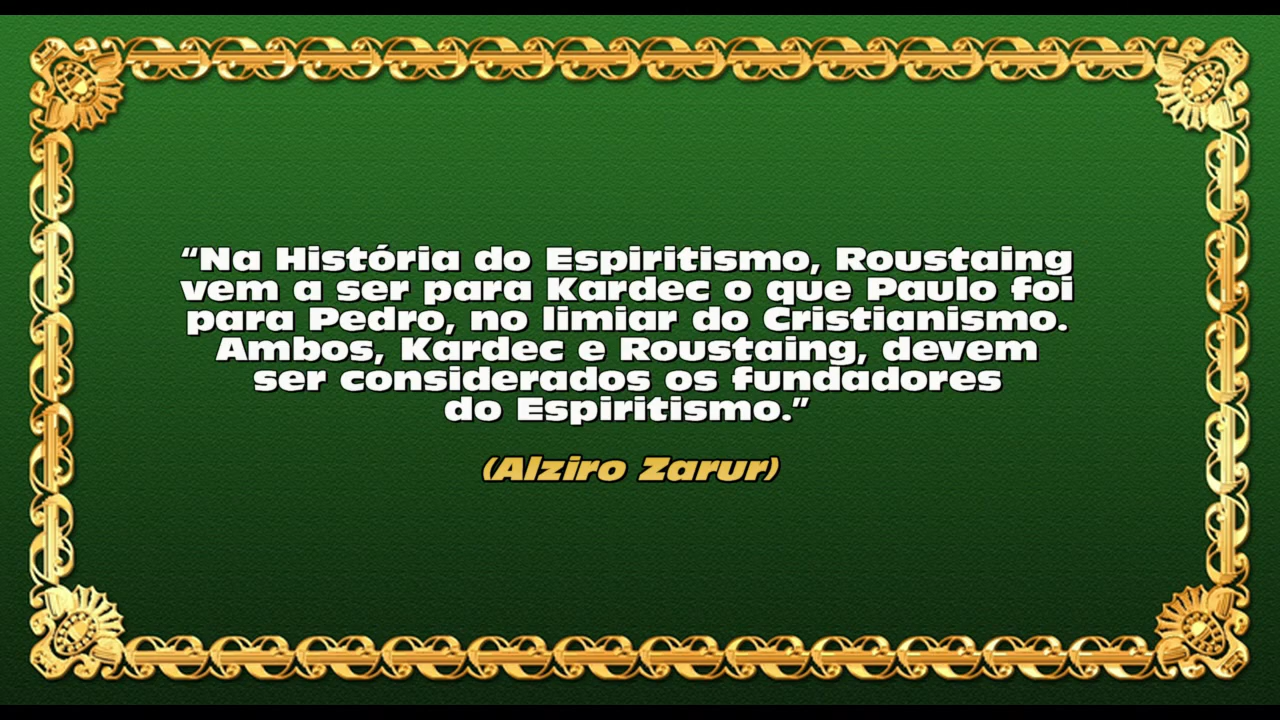 “Na História do Espiritismo, Roustaing
vem a ser para Kardec o que Paulo foi
para Pedro, no limiar do Cristianismo.
Ambos, Kardec e Roustaing, devem
ser considerados os fundadores
do Espiritismo.”
(Alziro Zarur)